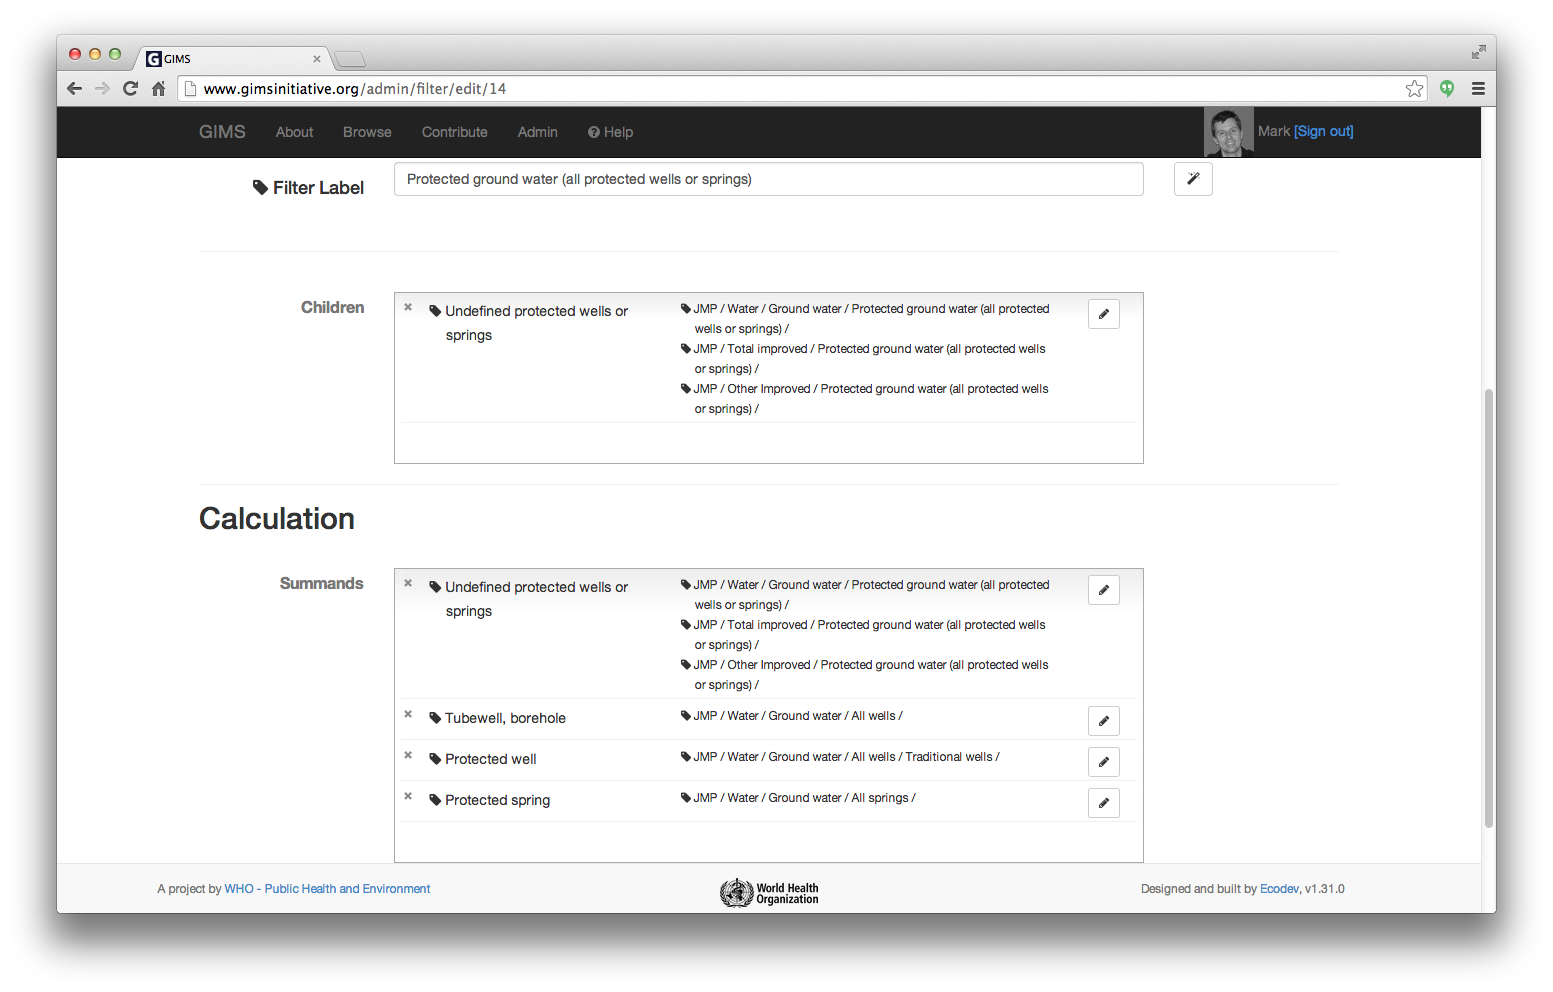 GIMS
www.gimsinitiative.org/admin/filter/edit/14
GIMS About Browse Contribute Admin Help Mark [Sign out]
Filter Label Protected ground water (all protected wells or springs)
Children
Undefined protected wells or
springs
JMP / Water / Ground water / Protected ground water (all protected
wells or springs) /
JMP / Total improved / Protected ground water (all protected wells
or springs) /
JMP / Other Improved / Protected ground water (all protected wells
or springs) /
Calculation
Summands
Undefined protected wells or
springs
JMP / Water / Ground water / Protected ground water (all protected
wells or springs) /
JMP / Total improved / Protected ground water (all protected wells
or springs) /
JMP / Other Improved / Protected ground water (all protected wells
or springs) /
Tubewell, borehole JMP / Water / Ground water / All wells /
Protected well JMP / Water / Ground water / All wells / Traditional wells /
Protected spring JMP / Water / Ground water / All springs /
A project by WHO - Public Health and Environment
World Health
Organization
Designed and built by Ecodev, v1.31.0